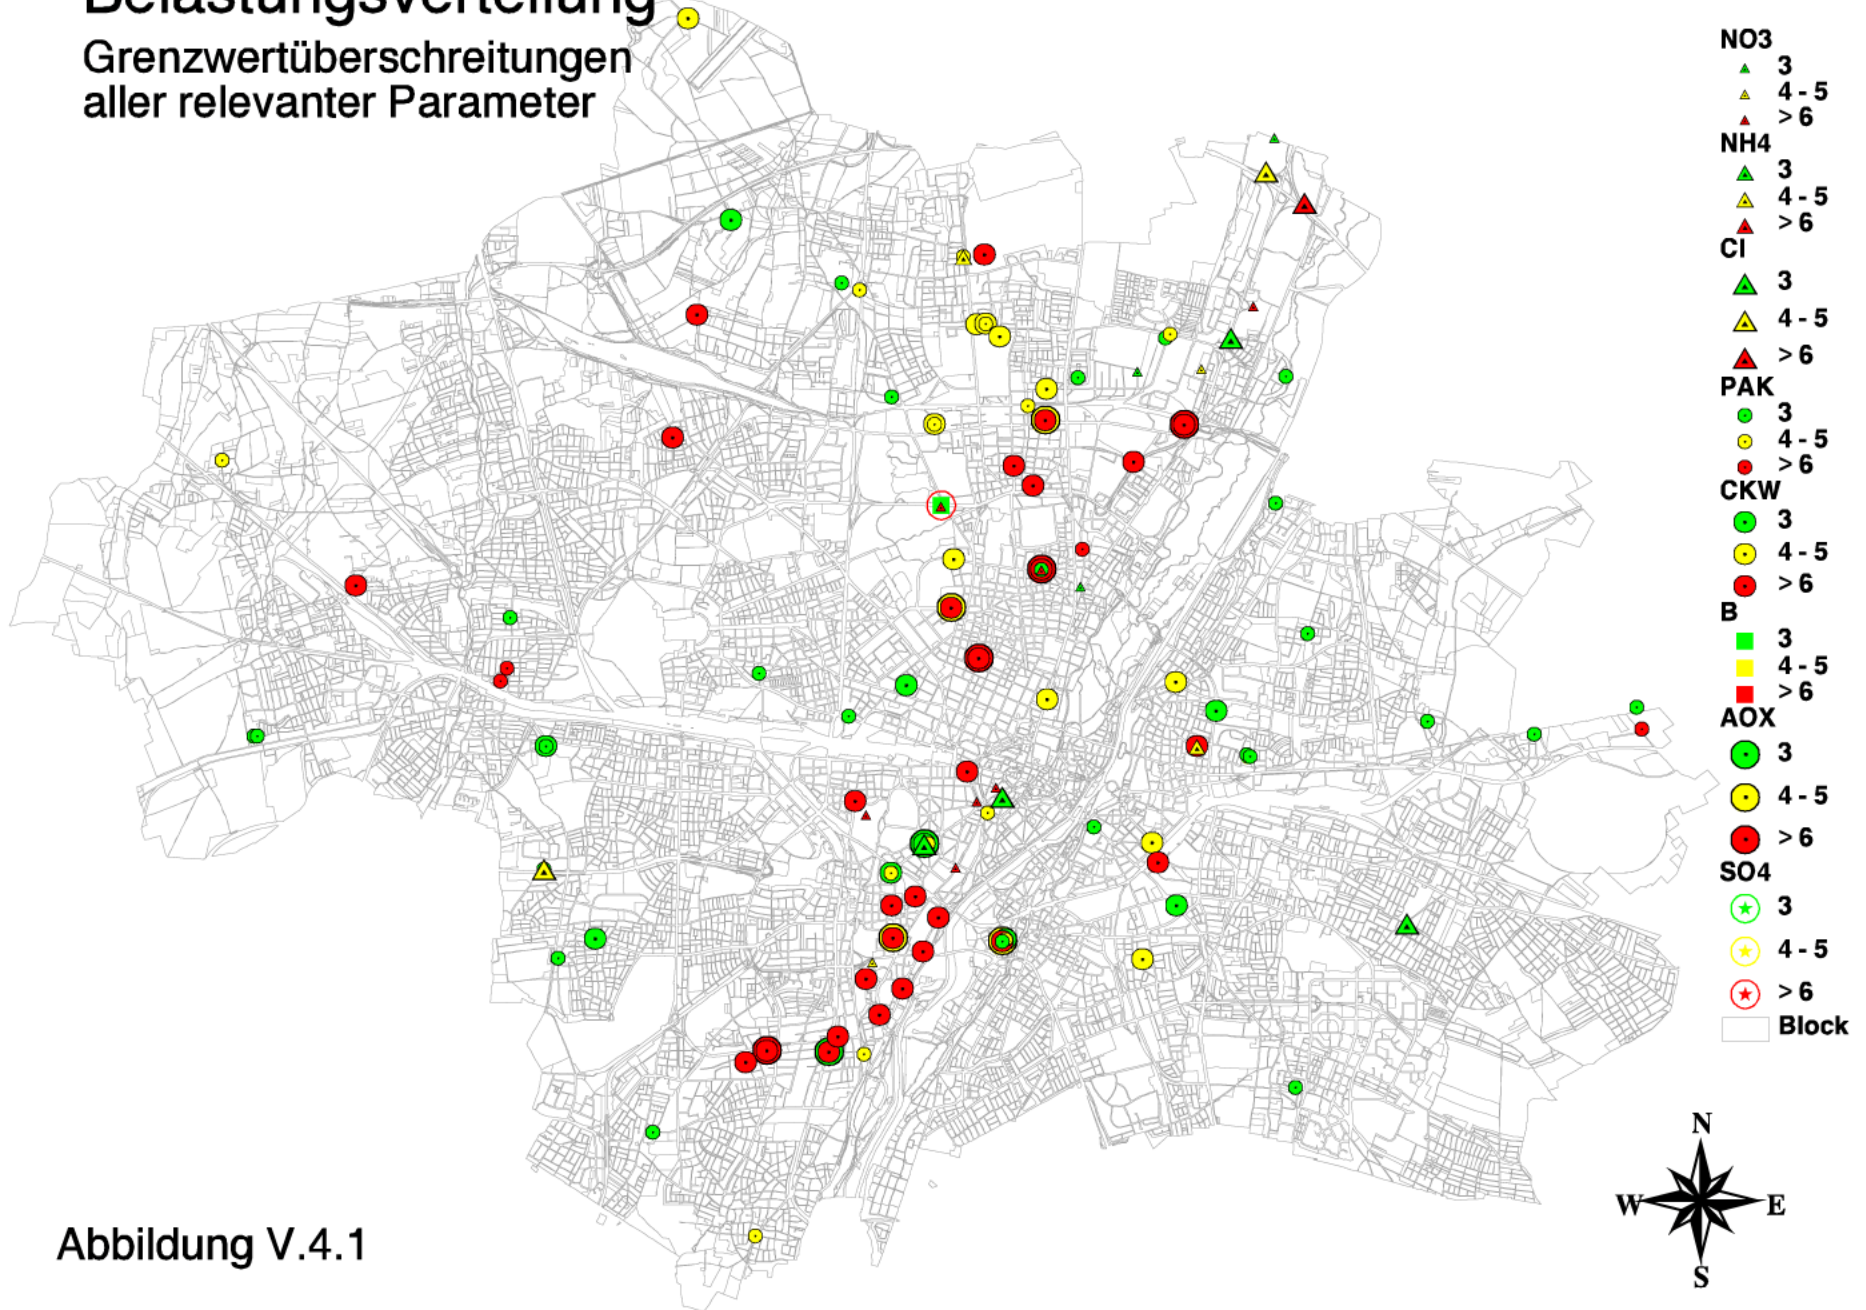 Belastungsverteilung
Grenzwertüberschreitungen
aller relevanter Parameter
NO3
3
4 - 5
> 6
NH4
3
4 - 5
> 6
Cl
3
4 - 5
> 6
PAK
3
4 - 5
> 6
CKW
3
4 - 5
> 6
B
3
4 - 5
> 6
AOX
3
4 - 5
> 6
SO4
3
4 - 5
> 6
Block
N
W E
S
Abbildung V.4.1